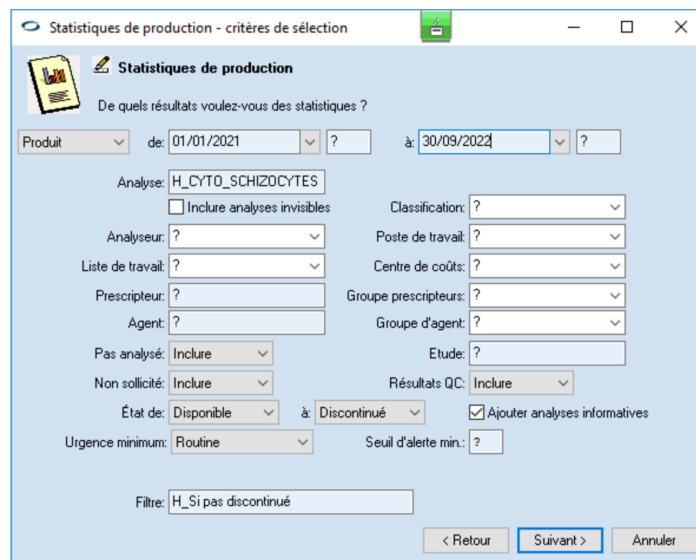 Statistiques de production - critères de sélection
Statistiques de production
De quels résultats voulez-vous des statistiques ?
Produit de: 01/01/2021 ? à: 30/09/2022 ?
Analyse: H_CYTO_SCHIZOCYTES
Inclure analyses invisibles Classification: ?
Analyseur: ? Poste de travail: ?
Liste de travail: ? Centre de coûts: ?
Prescripteur: ? Groupe prescripteurs: ?
Agent: ? Groupe d'agent: ?
Pas analysé: Inclure Etude: ?
Non sollicité: Inclure Résultats QC: Inclure
État de: Disponible à: Discontinué Ajouter analyses informatives
Urgence minimum: Routine Seuil d'alerte min.: ?
Filtre: H_Si pas discontinué
< Retour Suivant > Annuler